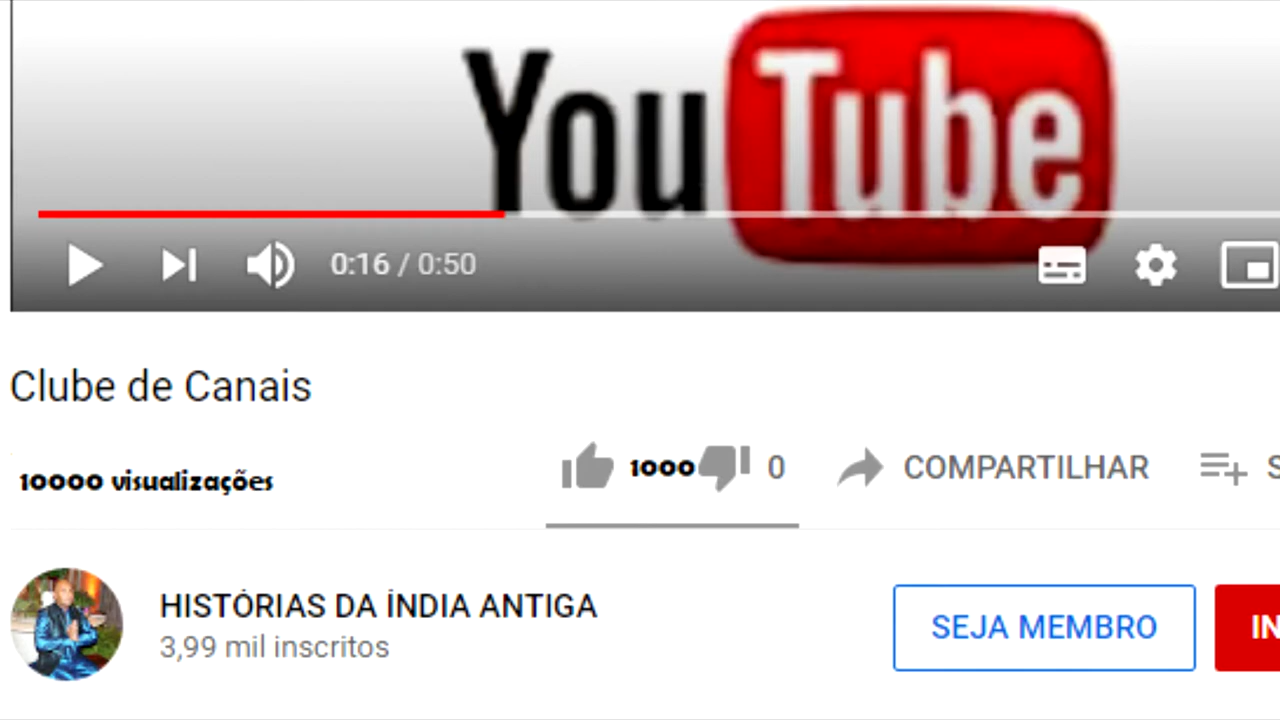 YouTube
0:16 / 0:50
Clube de Canais
10000 visualizações
1000 0 COMPARTILHAR
HISTÓRIAS DA ÍNDIA ANTIGA
3,99 mil inscritos
SEJA MEMBRO